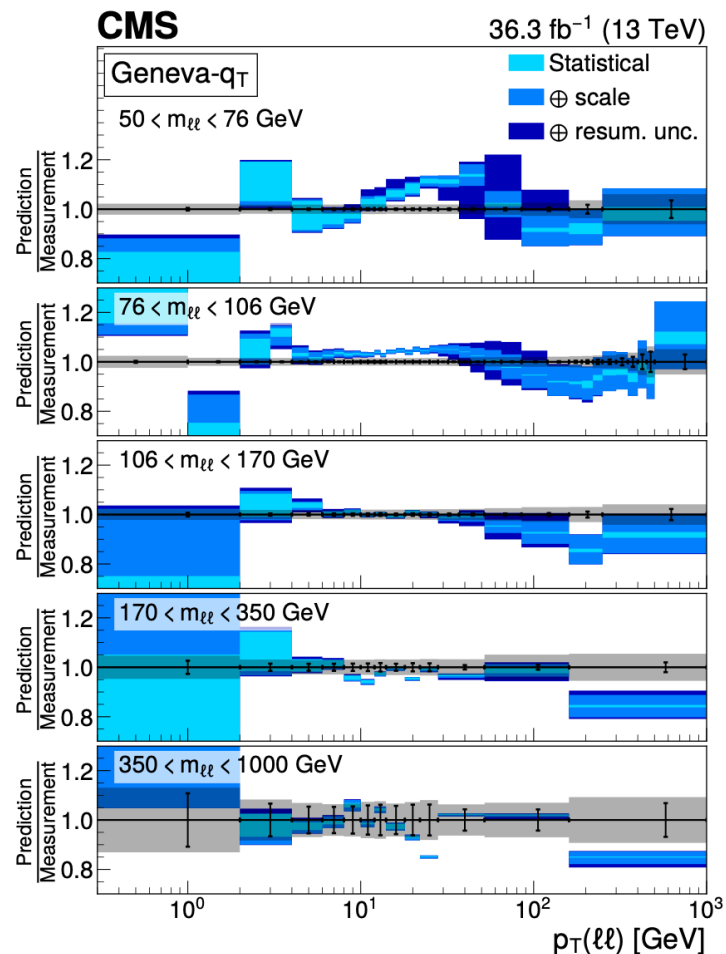 CMS 36.3 fb⁻¹ (13 TeV)
Geneva-q_T
Statistical
⊕ scale
⊕ resum. unc.
50 < m_ℓℓ < 76 GeV
Prediction
Measurement
1.2
1.0
0.8
76 < m_ℓℓ < 106 GeV
Prediction
Measurement
1.2
1.0
0.8
106 < m_ℓℓ < 170 GeV
Prediction
Measurement
1.2
1.0
0.8
170 < m_ℓℓ < 350 GeV
Prediction
Measurement
1.2
1.0
0.8
350 < m_ℓℓ < 1000 GeV
Prediction
Measurement
1.2
1.0
0.8
10⁰ 10¹ 10² 10³
p_T(ℓℓ) [GeV]